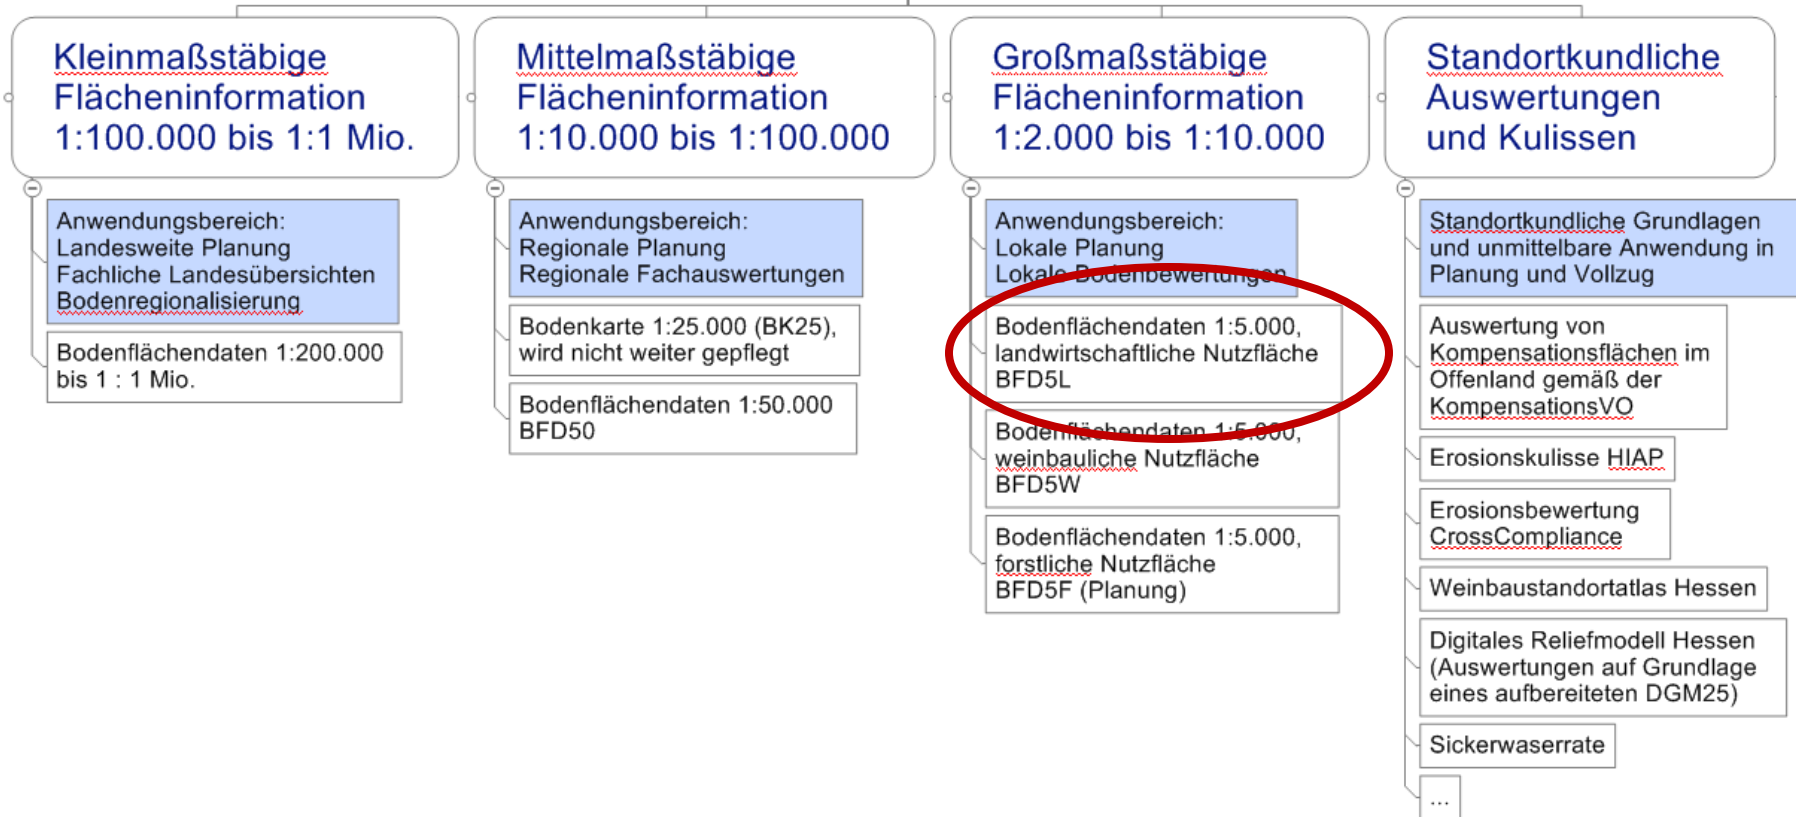 Kleinmaßstäbige
Flächeninformation
1:100.000 bis 1:1 Mio.
Anwendungsbereich:
Landesweite Planung
Fachliche Landesübersichten
Bodenregionalisierung
Bodenflächendaten 1:200.000
bis 1 : 1 Mio.
Mittelmaßstäbige
Flächeninformation
1:10.000 bis 1:100.000
Anwendungsbereich:
Regionale Planung
Regionale Fachauswertungen
Bodenkarte 1:25.000 (BK25),
wird nicht weiter gepflegt
Bodenflächendaten 1:50.000
BFD50
Großmaßstäbige
Flächeninformation
1:2.000 bis 1:10.000
Anwendungsbereich:
Lokale Planung
Lokale Bodenbewertungen
Bodenflächendaten 1:5.000,
landwirtschaftliche Nutzfläche
BFD5L
Bodenflächendaten 1:5.000,
weinbauliche Nutzfläche
BFD5W
Bodenflächendaten 1:5.000,
forstliche Nutzfläche
BFD5F (Planung)
Standortkundliche
Auswertungen
und Kulissen
Standortkundliche Grundlagen
und unmittelbare Anwendung in
Planung und Vollzug
Auswertung von
Kompensationsflächen im
Offenland gemäß der
KompensationsVO
Erosionskulisse HIAP
Erosionsbewertung
CrossCompliance
Weinbaustandortatlas Hessen
Digitales Reliefmodell Hessen
(Auswertungen auf Grundlage
eines aufbereiteten DGM25)
Sickerwaserrate
...